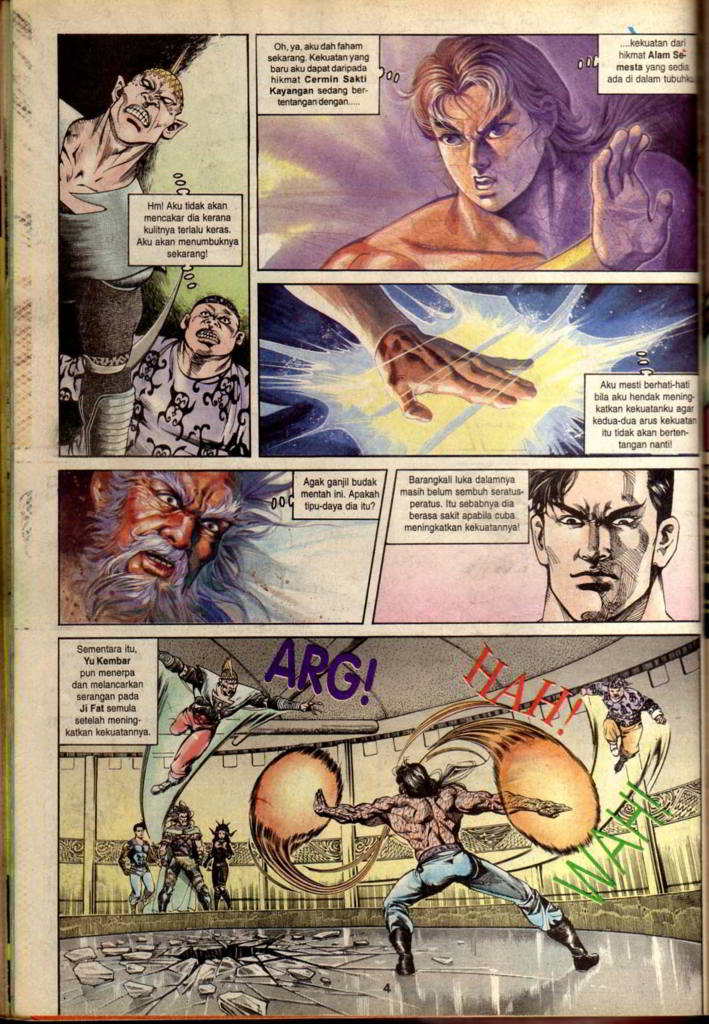 Hm! Aku tidak akan
mencakar dia kerana
kulitnya terlalu keras.
Aku akan menumbuknya
sekarang!
Oh, ya, aku dah faham
sekarang. Kekuatan yang
baru aku dapat daripada
hikmat Cermin Sakti
Kayangan sedang ber-
tentangan dengan.....
....kekuatan dari
hikmat Alam Se-
mesta yang sedia
ada di dalam tubuhku.
Aku mesti berhati-hati
bila aku hendak mening-
katkan kekuatanku agar
kedua-dua arus kekuatan
itu tidak akan berten-
tangan nanti!
Agak ganjil budak
mentah ini. Apakah
tipu-daya dia itu?
Barangkali luka dalamnya
masih belum sembuh seratus-
peratus. Itu sebabnya dia
berasa sakit apabila cuba
meningkatkan kekuatannya!
Sementara itu,
Yu Kembar
pun menerpa
dan melancarkan
serangan pada
Ji Fat semula
setelah mening-
katkan kekuatannya.
ARG!
HAH!
WAH!
4